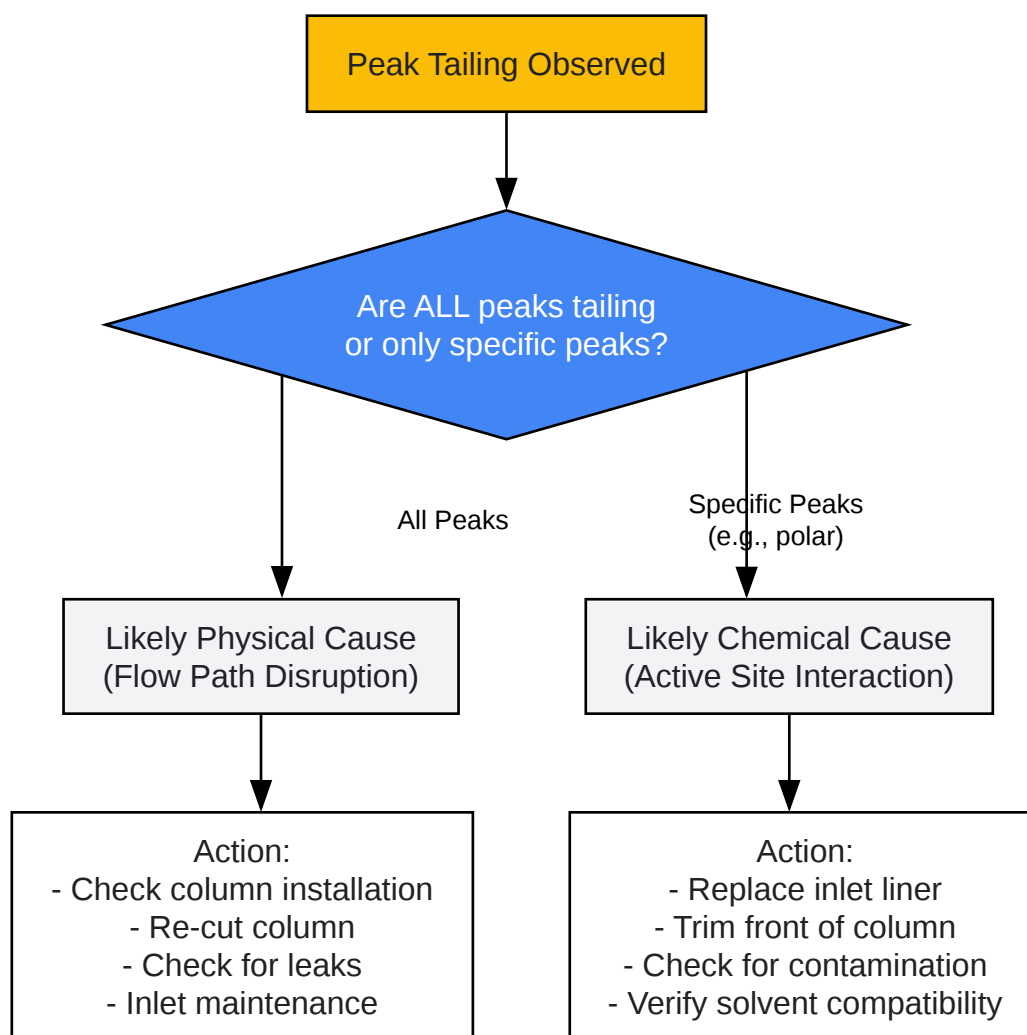 Peak Tailing Observed
Are ALL peaks tailing
or only specific peaks?
All Peaks
Specific Peaks
(e.g., polar)
Likely Physical Cause
(Flow Path Disruption)
Likely Chemical Cause
(Active Site Interaction)
Action:
- Check column installation
- Re-cut column
- Check for leaks
- Inlet maintenance
Action:
- Replace inlet liner
- Trim front of column
- Check for contamination
- Verify solvent compatibility